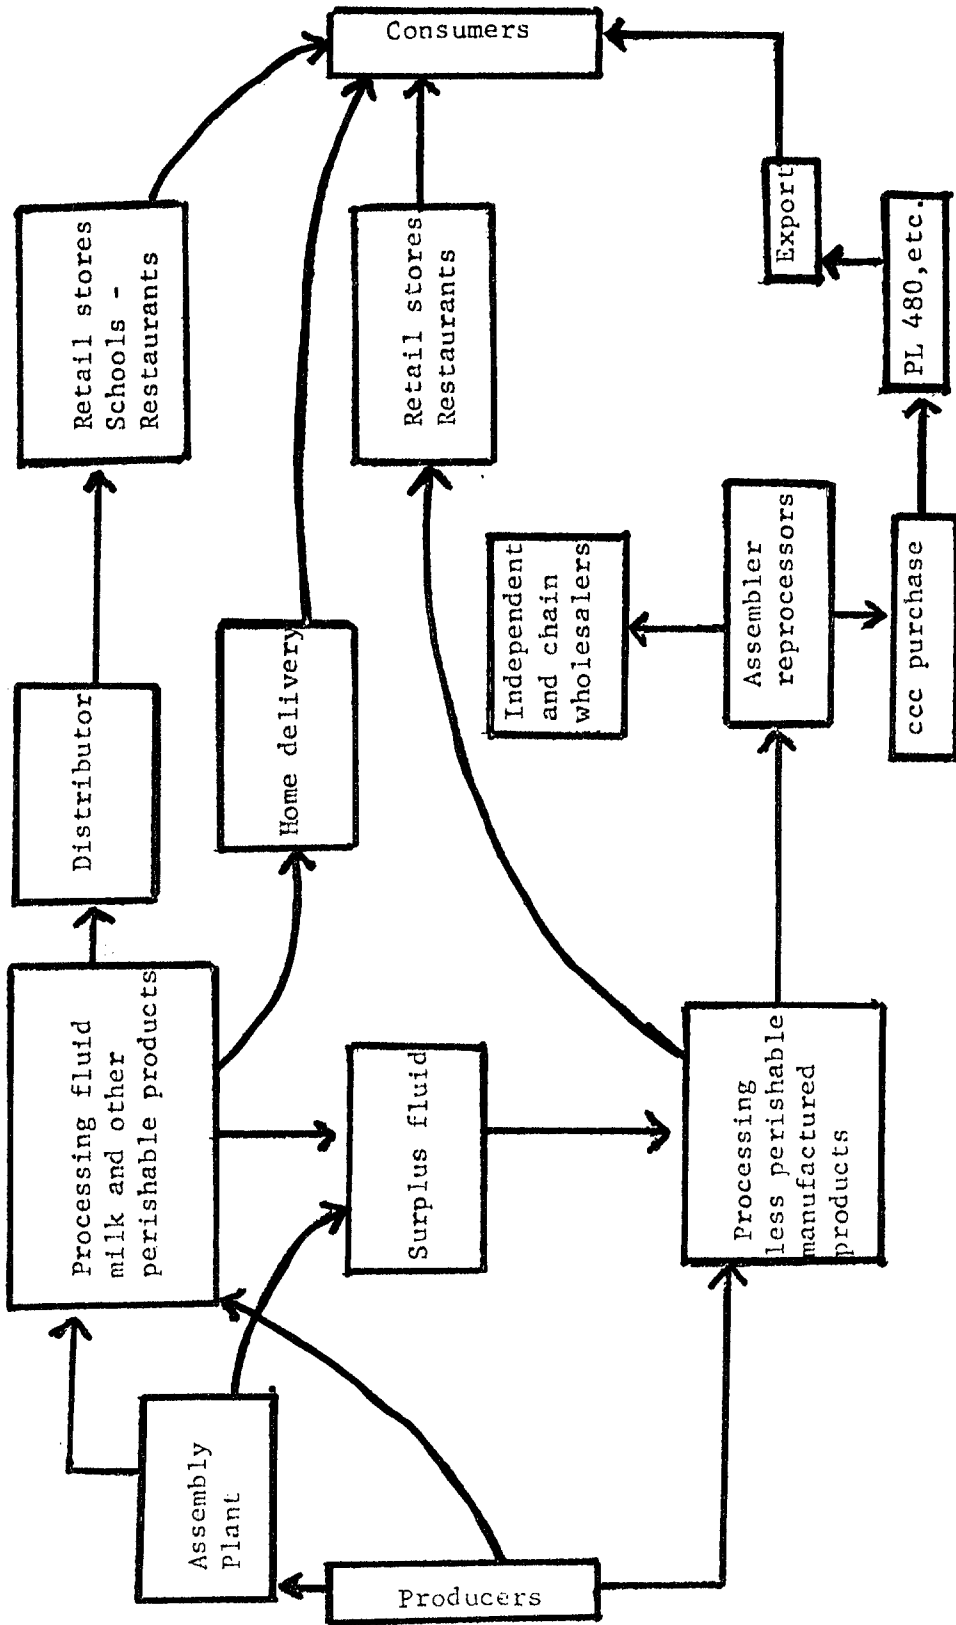 Consumers
Retail stores
Schools -
Restaurants
Retail stores
Restaurants
Export
PL 480,etc.
Distributor
Home delivery
Independent
and chain
wholesalers
Assembler
reprocessors
ccc purchase
Processing fluid
milk and other
perishable products
Surplus fluid
Processing
less perishable
manufactured
products
Assembly
Plant
Producers